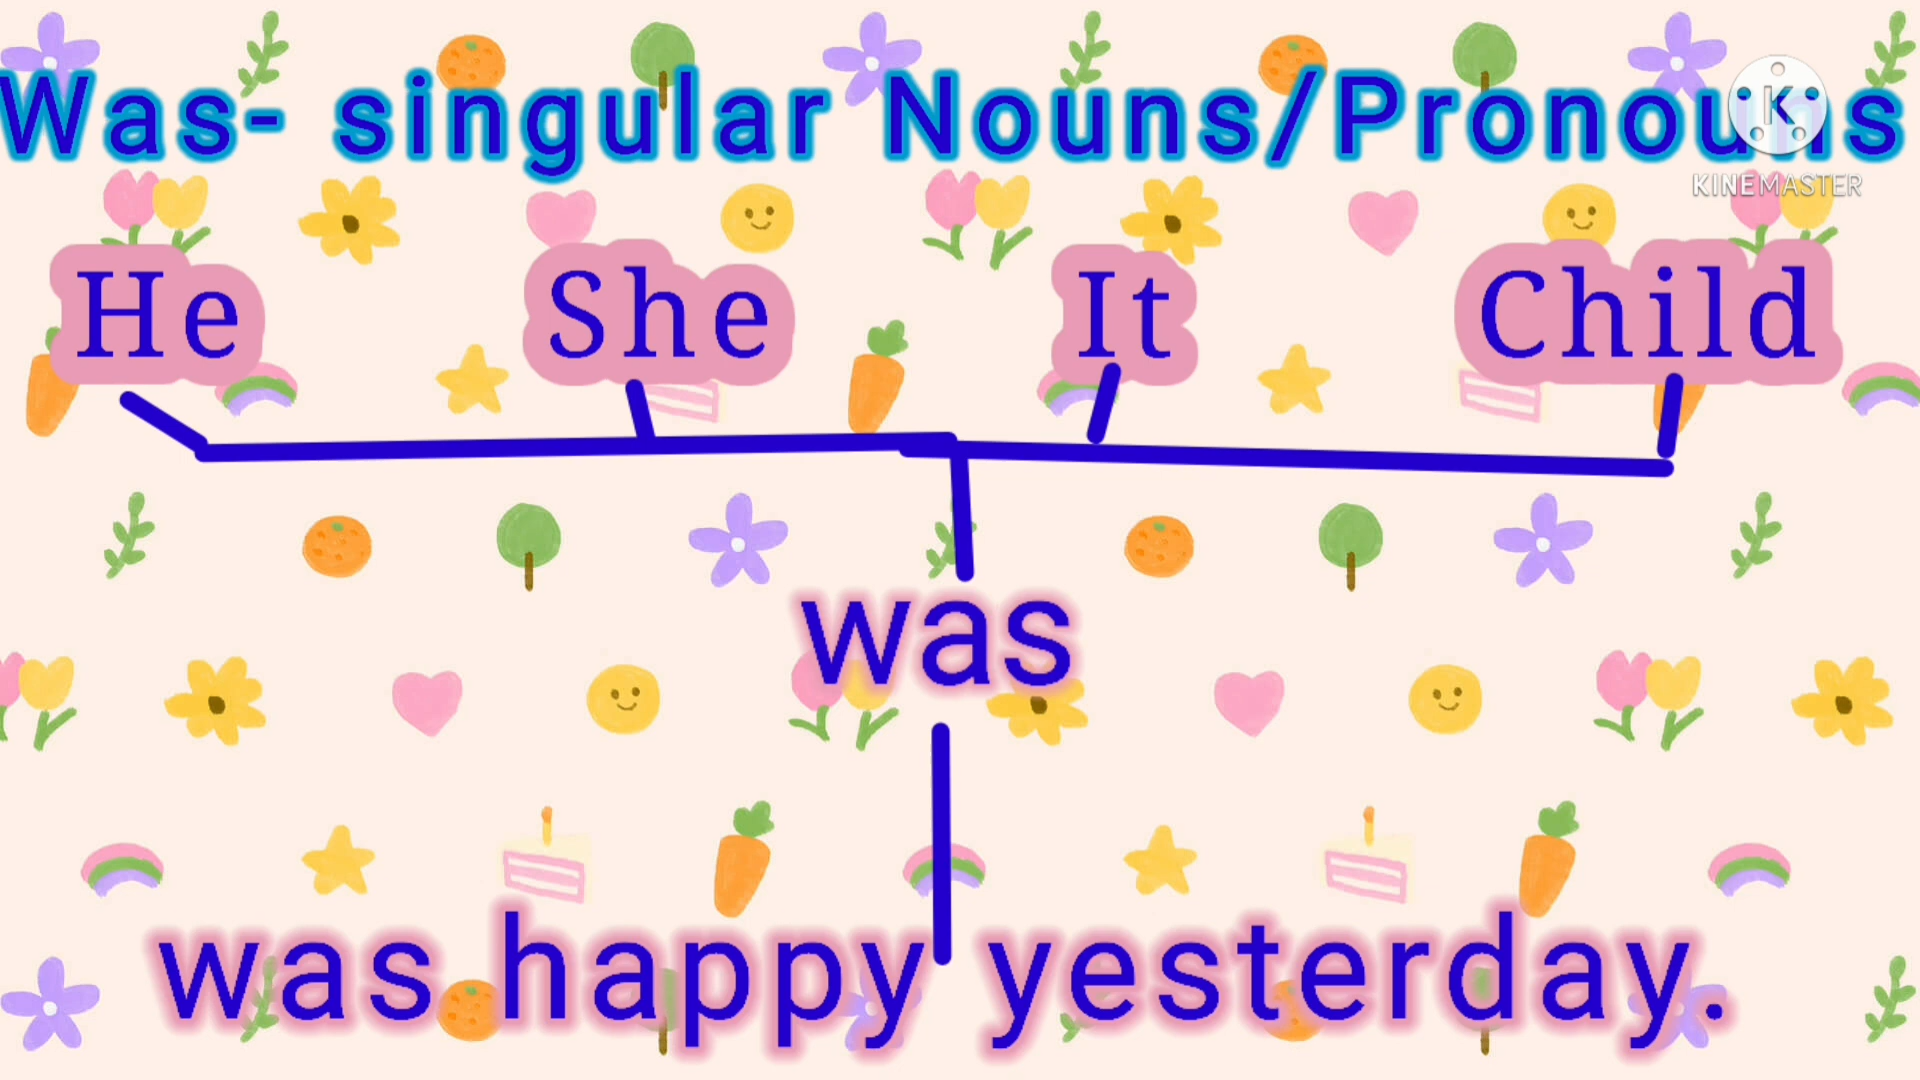 Was- singular Nouns/Pronouns
K
KINEMASTER
He She It Child
was
was happy yesterday.